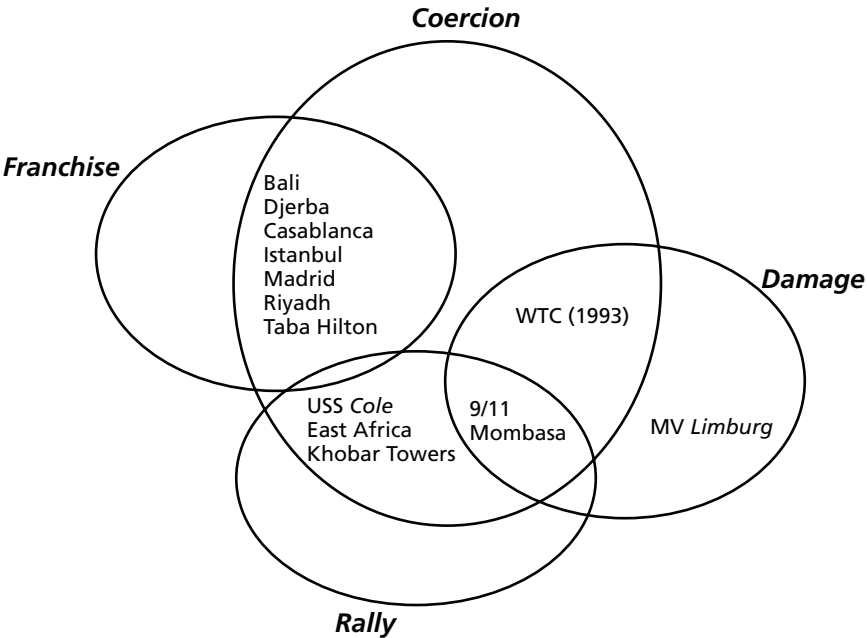 Coercion
Franchise
Bali
Djerba
Casablanca
Istanbul
Madrid
Riyadh
Taba Hilton
Damage
WTC (1993)
USS Cole
East Africa
Khobar Towers
9/11
Mombasa
MV Limburg
Rally